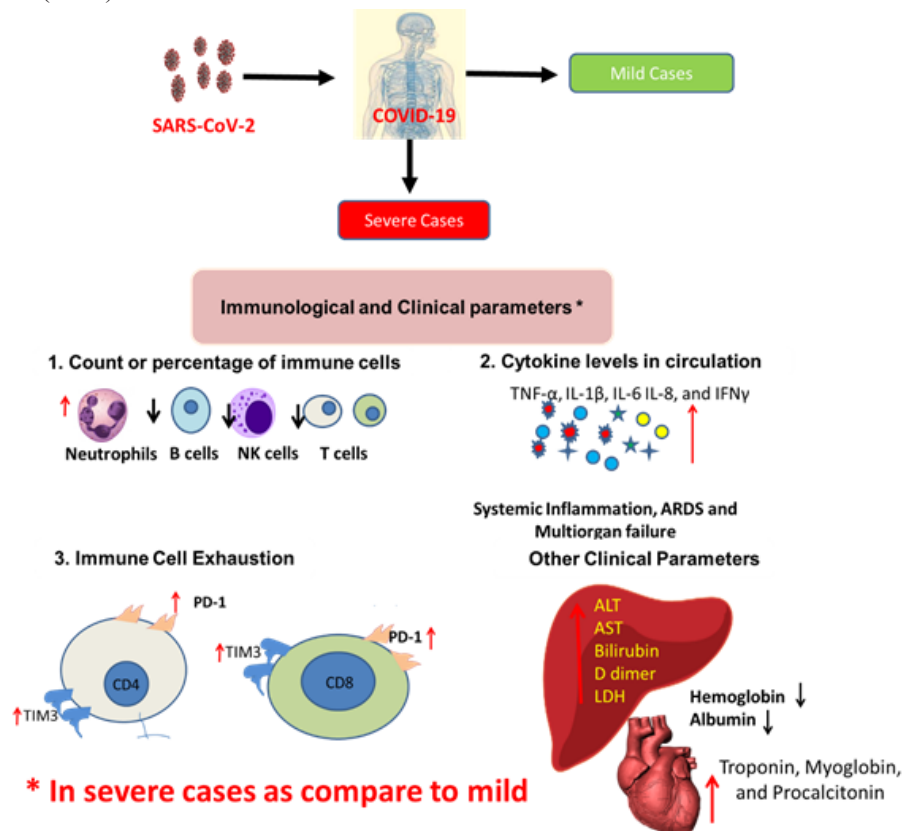 SARS-CoV-2
COVID-19
Mild Cases
Severe Cases
Immunological and Clinical parameters *
1. Count or percentage of immune cells
Neutrophils B cells NK cells T cells
2. Cytokine levels in circulation
TNF-α, IL-1β, IL-6 IL-8, and IFNγ
Systemic Inflammation, ARDS and
Multiorgan failure
3. Immune Cell Exhaustion
PD-1
CD4
TIM3
PD-1
TIM3
CD8
Other Clinical Parameters
ALT
AST
Bilirubin
D dimer
LDH
Hemoglobin
Albumin
Troponin, Myoglobin,
and Procalcitonin
* In severe cases as compare to mild